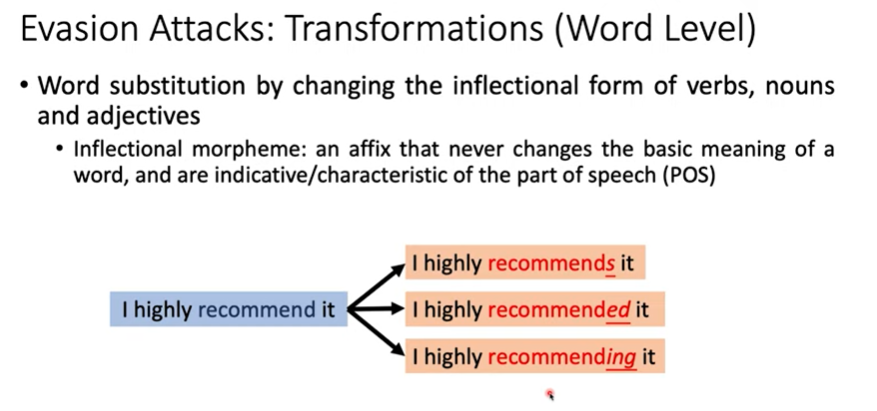 Evasion Attacks: Transformations (Word Level)
• Word substitution by changing the inflectional form of verbs, nouns
and adjectives
• Inflectional morpheme: an affix that never changes the basic meaning of a
word, and are indicative/characteristic of the part of speech (POS)
I highly recommend it
I highly recommends it
I highly recommended it
I highly recommending it